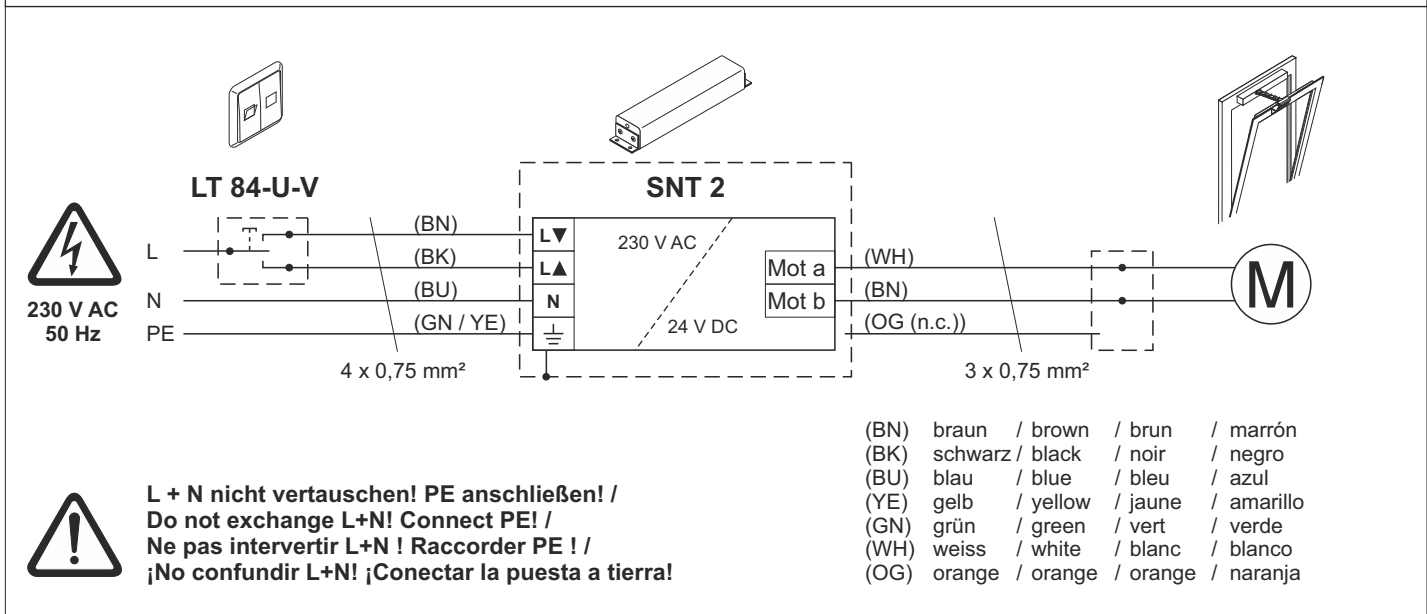 LT 84-U-V
SNT 2
230 V AC
50 Hz
L
N
PE
(BN)
(BK)
(BU)
(GN / YE)
4 x 0,75 mm²
L▼
L▲
N
230 V AC
24 V DC
Mot a
Mot b
(WH)
(BN)
(OG (n.c.))
3 x 0,75 mm²
M
L + N nicht vertauschen! PE anschließen! /
Do not exchange L+N! Connect PE! /
Ne pas intervertir L+N ! Raccorder PE ! /
¡No confundir L+N! ¡Conectar la puesta a tierra!
(BN) braun / brown / brun / marrón
(BK) schwarz / black / noir / negro
(BU) blau / blue / bleu / azul
(YE) gelb / yellow / jaune / amarillo
(GN) grün / green / vert / verde
(WH) weiss / white / blanc / blanco
(OG) orange / orange / orange / naranja